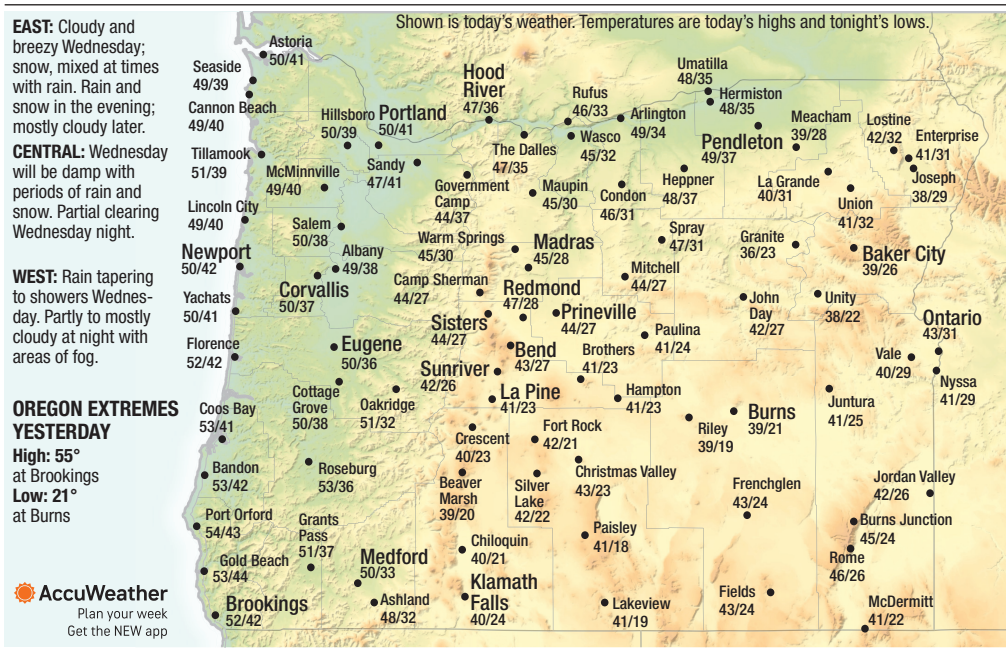 Shown is today's weather. Temperatures are today's highs and tonight's lows.
EAST: Cloudy and
breezy Wednesday;
snow, mixed at times
with rain. Rain and
snow in the evening;
mostly cloudy later.
CENTRAL: Wednesday
will be damp with
periods of rain and
snow. Partial clearing
Wednesday night.
WEST: Rain tapering
to showers Wednes-
day. Partly to mostly
cloudy at night with
areas of fog.
OREGON EXTREMES
YESTERDAY
High: 55°
at Brookings
Low: 21°
at Burns
AccuWeather
Plan your week
Get the NEW app
Astoria
50/41
Seaside
49/39
Cannon Beach
49/40
Hillsboro
50/39
Portland
50/41
Tillamook
51/39
Sandy
47/41
McMinnville
49/40
Lincoln City
49/40
Salem
50/38
Newport
50/42
Albany
49/38
Corvallis
50/37
Yachats
50/41
Florence
52/42
Eugene
50/36
Cottage
Grove
50/38
Oakridge
51/32
Coos Bay
53/41
Bandon
53/42
Roseburg
53/36
Port Orford
54/43
Grants
Pass
51/37
Gold Beach
53/44
Medford
50/33
Brookings
52/42
Ashland
48/32
Hood
River
47/36
Rufus
46/33
The Dalles
47/35
Wasco
45/32
Arlington
49/34
Umatilla
48/35
Hermiston
48/35
Pendleton
49/37
Meacham
39/28
Lostine
42/32
Enterprise
41/31
Joseph
38/29
Government
Camp
44/37
Maupin
45/30
Condon
46/31
Heppner
48/37
La Grande
40/31
Union
41/32
Warm Springs
45/30
Madras
45/28
Spray
47/31
Granite
36/23
Baker City
39/26
Camp Sherman
44/27
Redmond
47/28
Mitchell
44/27
Sisters
44/27
Prineville
44/27
John
Day
42/27
Unity
38/22
Ontario
43/31
Paulina
41/24
Bend
43/27
Brothers
41/23
Vale
40/29
Nyssa
41/29
Sunriver
42/26
La Pine
41/23
Hampton
41/23
Juntura
41/25
Burns
39/21
Riley
39/19
Crescent
40/23
Fort Rock
42/21
Christmas Valley
43/23
Beaver
Marsh
39/20
Silver
Lake
42/22
Frenchglen
43/24
Jordan Valley
42/26
Burns Junction
45/24
Paisley
41/18
Rome
46/26
Chiloquin
40/21
Klamath
Falls
40/24
Lakeview
41/19
Fields
43/24
McDermitt
41/22